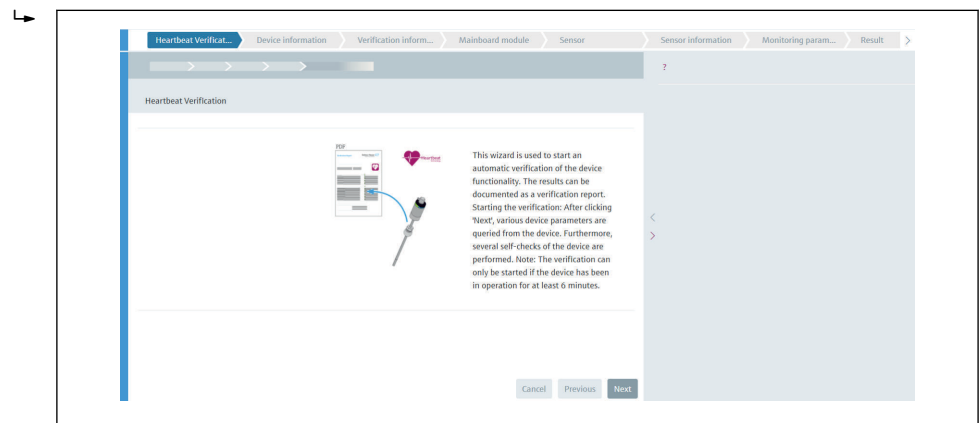 Heartbeat Verificat...
Device information
Verification inform...
Mainboard module
Sensor
Sensor information
Monitoring param...
Result
?
Heartbeat Verification
PDF
Heartbeat
This wizard is used to start an
automatic verification of the device
functionality. The results can be
documented as a verification report.
Starting the verification: After clicking
'Next', various device parameters are
queried from the device. Furthermore,
several self-checks of the device are
performed. Note: The verification can
only be started if the device has been
in operation for at least 6 minutes.
Cancel
Previous
Next